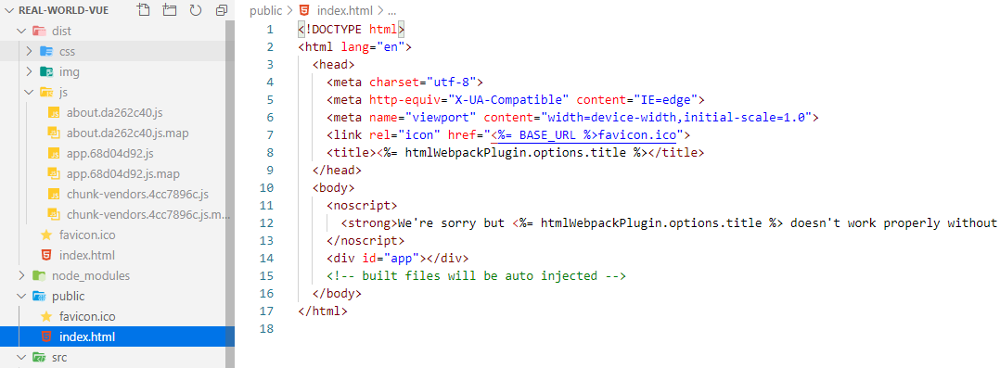 REAL-WORLD-VUE
dist
css
img
js
about.da262c40.js
about.da262c40.js.map
app.68d04d92.js
app.68d04d92.js.map
chunk-vendors.4cc7896c.js
chunk-vendors.4cc7896c.js.m...
favicon.ico
index.html
node_modules
public
favicon.ico
index.html
src
public > index.html > ...
1 <!DOCTYPE html>
2 <html lang="en">
3 <head>
4 <meta charset="utf-8">
5 <meta http-equiv="X-UA-Compatible" content="IE=edge">
6 <meta name="viewport" content="width=device-width,initial-scale=1.0">
7 <link rel="icon" href="<%= BASE_URL %>favicon.ico">
8 <title><%= htmlWebpackPlugin.options.title %></title>
9 </head>
10 <body>
11 <noscript>
12 <strong>We're sorry but <%= htmlWebpackPlugin.options.title %> doesn't work properly without
13 </noscript>
14 <div id="app"></div>
15 <!-- built files will be auto injected -->
16 </body>
17 </html>
18